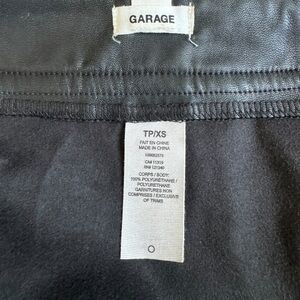 GARAGE
TP/XS
FAIT EN CHINE
MADE IN CHINA
CORPS / BODY:
100% POLYURETHANE /
POLYURETHANE
GARNITURES NON
COMPRISES / EXCLUSIVE
OF TRIMS